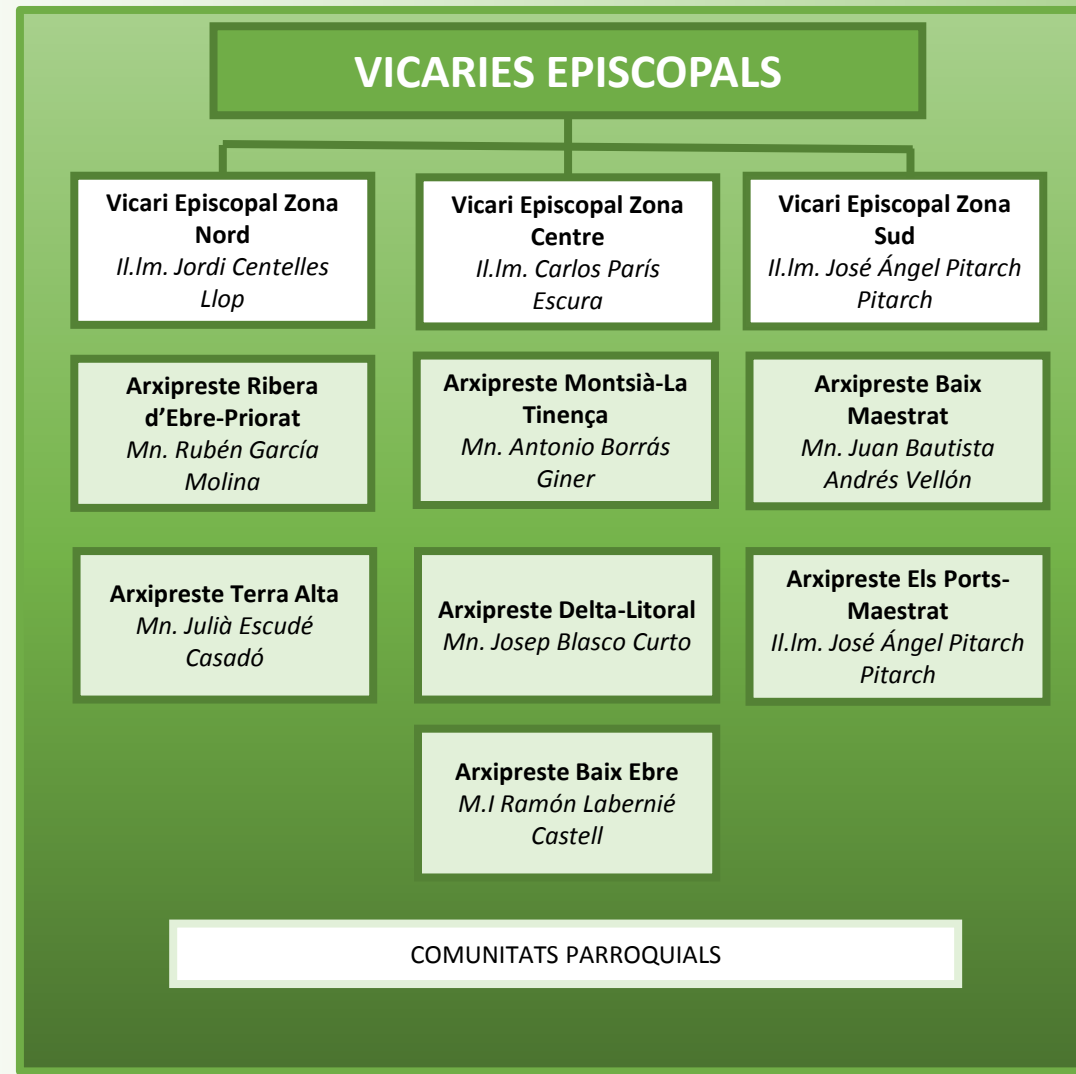 VICARIES EPISCOPALS
Vicari Episcopal Zona
Nord
Il.lm. Jordi Centelles
Llop
Vicari Episcopal Zona
Centre
Il.lm. Carlos París
Escura
Vicari Episcopal Zona
Sud
Il.lm. José Ángel Pitarch
Pitarch
Arxipreste Ribera
d’Ebre-Priorat
Mn. Rubén García
Molina
Arxipreste Montsià-La
Tinença
Mn. Antonio Borrás
Giner
Arxipreste Baix
Maestrat
Mn. Juan Bautista
Andrés Vellón
Arxipreste Terra Alta
Mn. Julià Escudé
Casadó
Arxipreste Delta-Litoral
Mn. Josep Blasco Curto
Arxipreste Els Ports-
Maestrat
Il.lm. José Ángel Pitarch
Pitarch
Arxipreste Baix Ebre
M.I Ramón Labernié
Castell
COMUNITATS PARROQUIALS